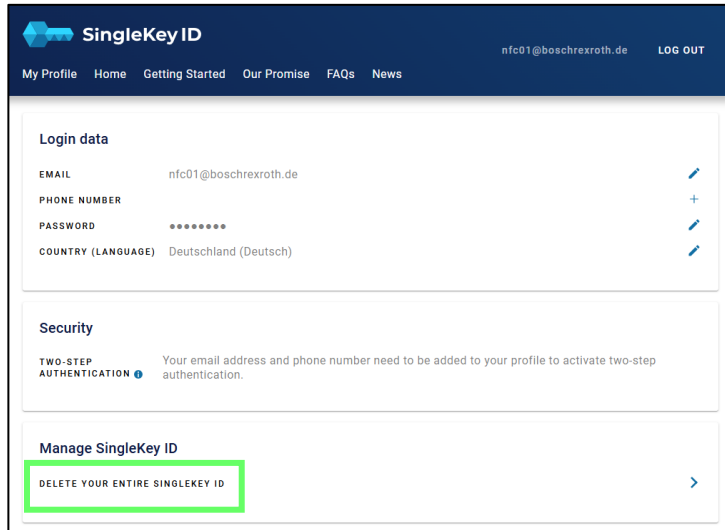 SingleKey ID
nfc01@boschrexroth.de LOG OUT
My Profile Home Getting Started Our Promise FAQs News
Login data
EMAIL nfc01@boschrexroth.de
PHONE NUMBER
PASSWORD ●●●●●●●●
COUNTRY (LANGUAGE) Deutschland (Deutsch)
Security
TWO-STEP
AUTHENTICATION
Your email address and phone number need to be added to your profile to activate two-step
authentication.
Manage SingleKey ID
DELETE YOUR ENTIRE SINGLEKEY ID